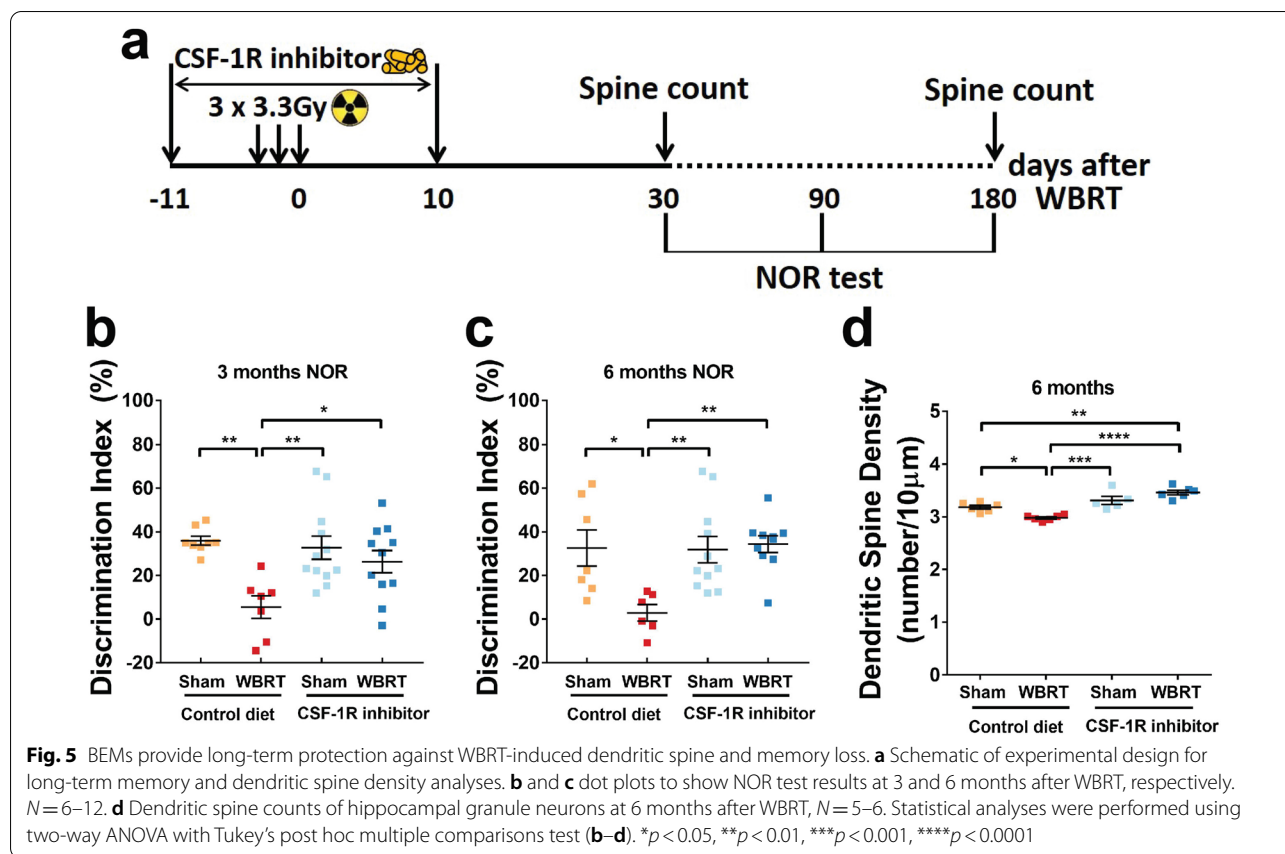 a
CSF-1R inhibitor
3 x 3.3Gy
Spine count
Spine count
days after
WBRT
-11
0
10
30
90
180
NOR test
b
3 months NOR
Discrimination Index (%)
100
80
60
40
20
0
-20
**
**
*
Sham
WBRT
Sham
WBRT
Control diet
CSF-1R inhibitor
c
6 months NOR
Discrimination Index (%)
100
80
60
40
20
0
-20
*
**
**
Sham
WBRT
Sham
WBRT
Control diet
CSF-1R inhibitor
d
6 months
Dendritic Spine Density
(number/10μm)
5
4
3
2
1
0
**
****
*
***
Sham
WBRT
Sham
WBRT
Control diet
CSF-1R inhibitor
Fig. 5 BEMs provide long-term protection against WBRT-induced dendritic spine and memory loss. a Schematic of experimental design for
long-term memory and dendritic spine density analyses. b and c dot plots to show NOR test results at 3 and 6 months after WBRT, respectively.
N = 6–12. d Dendritic spine counts of hippocampal granule neurons at 6 months after WBRT, N = 5–6. Statistical analyses were performed using
two-way ANOVA with Tukey's post hoc multiple comparisons test (b–d). *p < 0.05, **p < 0.01, ***p < 0.001, ****p < 0.0001